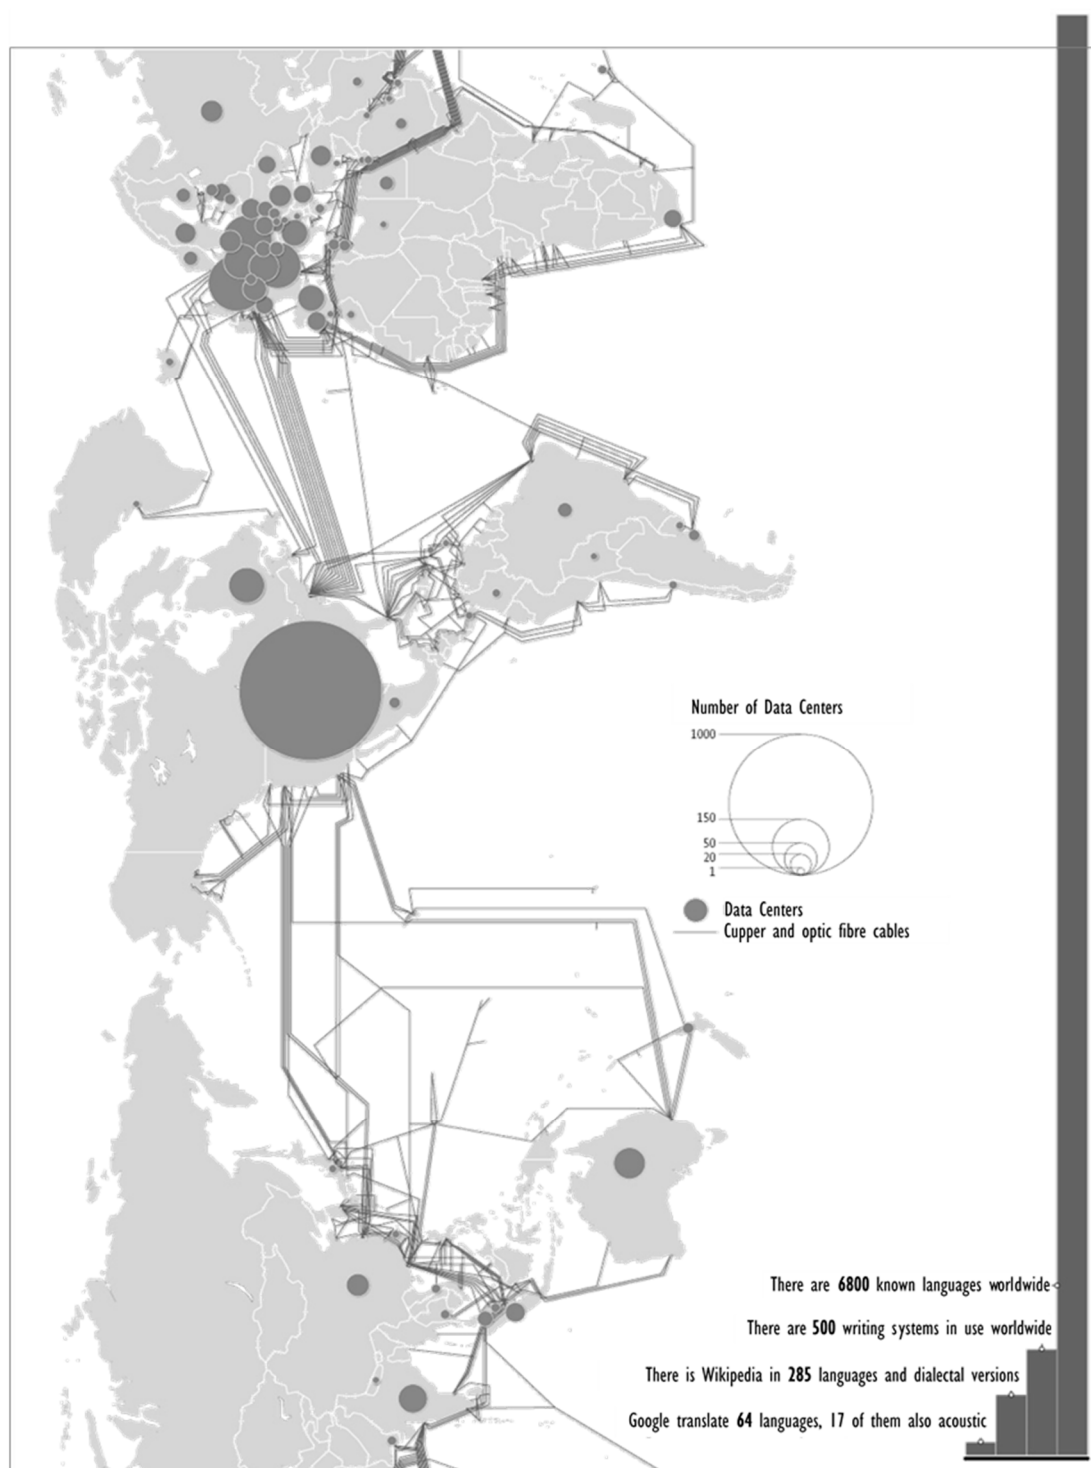 Number of Data Centers
1000
150
50
20
1
Data Centers
Cupper and optic fibre cables
There are 6800 known languages worldwide
There are 500 writing systems in use worldwide
There is Wikipedia in 285 languages and dialectal versions
Google translate 64 languages, 17 of them also acoustic